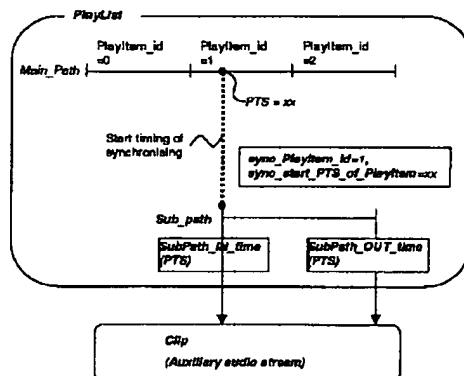 PlayList
PlayItem_id PlayItem_id PlayItem_id
=0 =1 =2
Main_Path
PTS = xx
Start timing of
synchronising
sync_PlayItem_id=1,
sync_start_PTS_of_PlayItem=xx
Sub_path
SubPath_IN_time SubPath_OUT_time
(PTS) (PTS)
Clip
(Auxiliary audio stream)